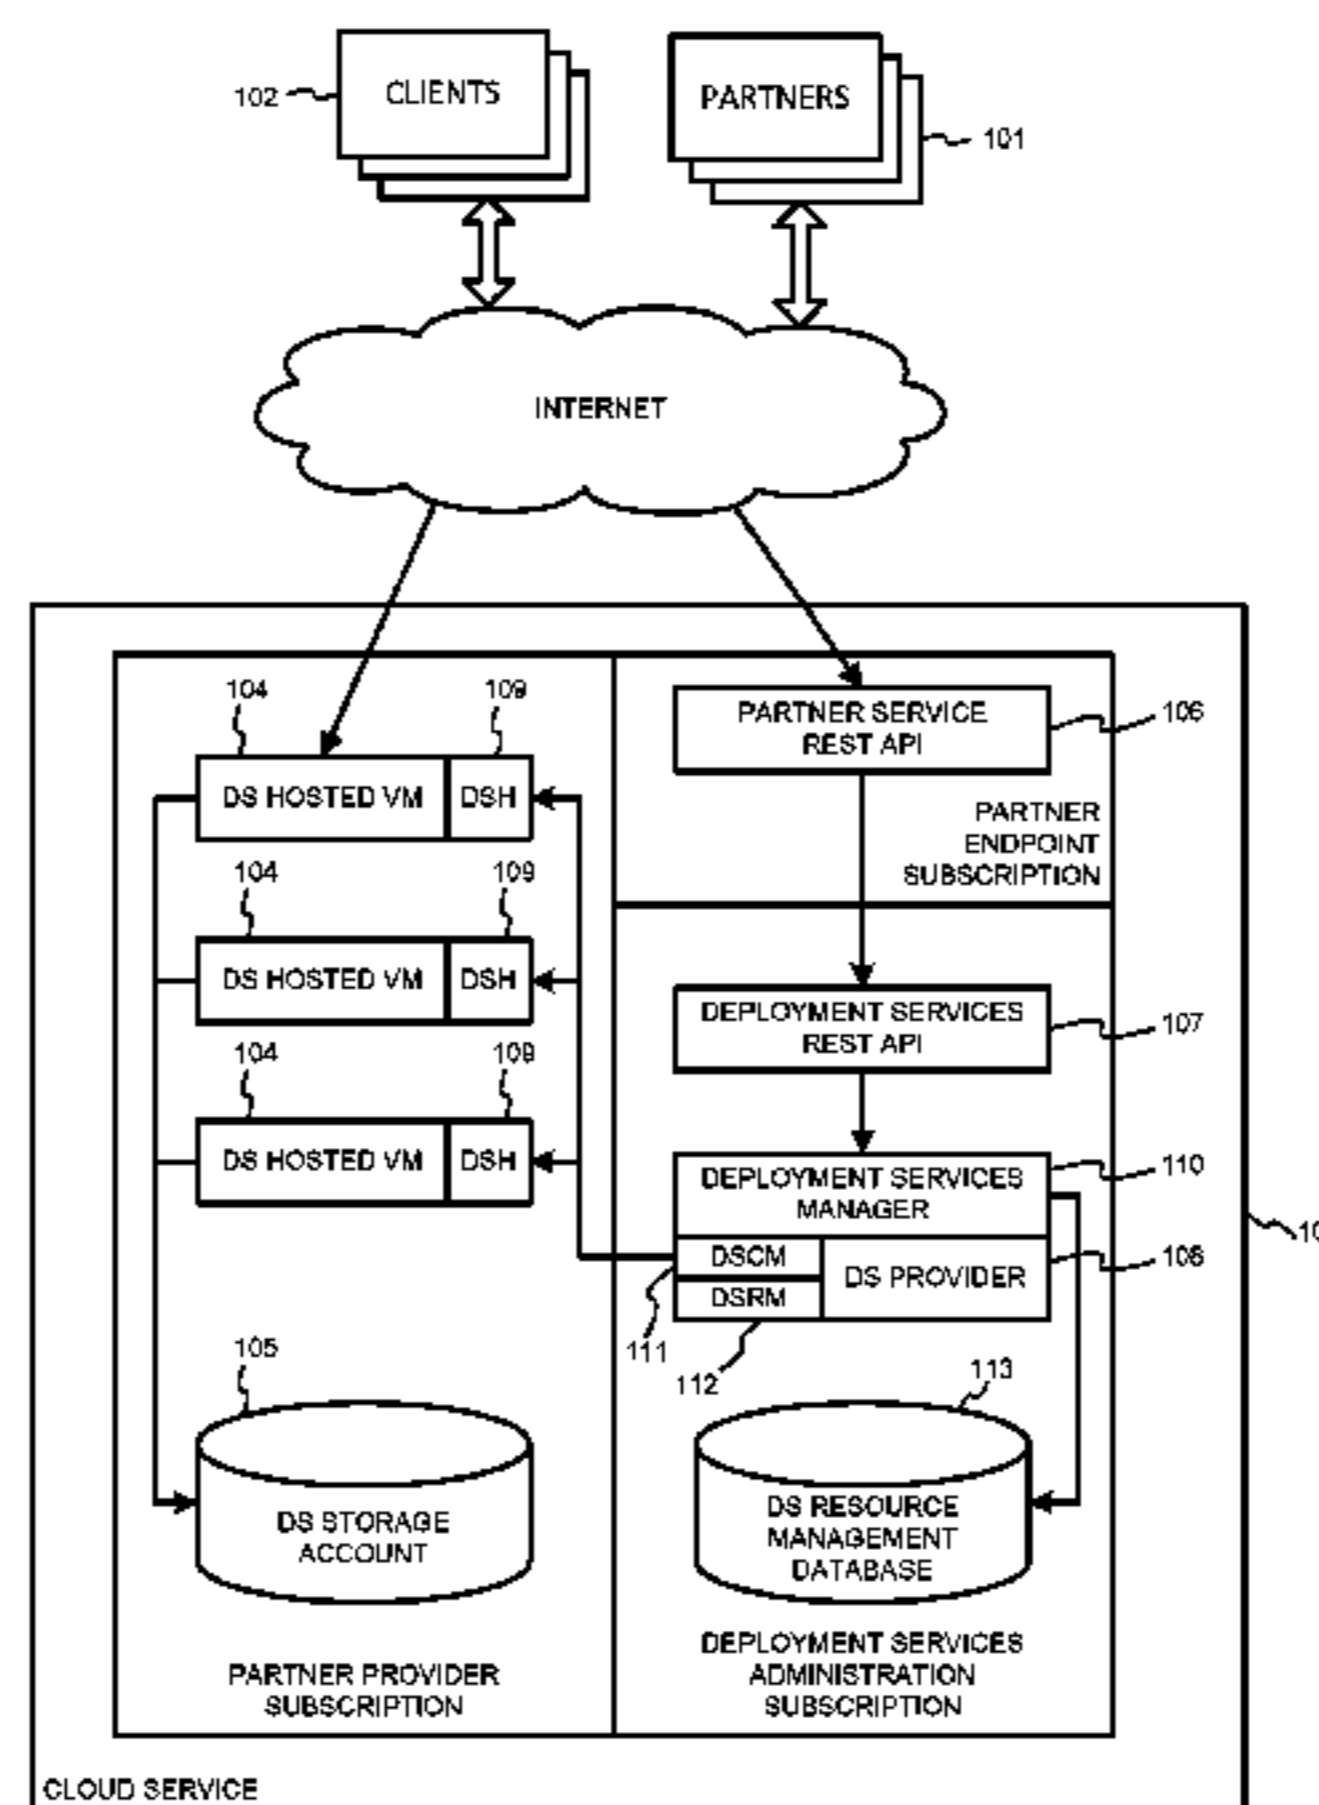 CLIENTS
102
PARTNERS
101
INTERNET
104
109
DS HOSTED VM
DSH
104
109
DS HOSTED VM
DSH
104
109
DS HOSTED VM
DSH
105
DS STORAGE
ACCOUNT
PARTNER PROVIDER
SUBSCRIPTION
PARTNER SERVICE
REST API
106
PARTNER
ENDPOINT
SUBSCRIPTION
DEPLOYMENT SERVICES
REST API
107
DEPLOYMENT SERVICES
MANAGER
110
DSCM
DSRM
DS PROVIDER
108
111
112
113
DS RESOURCE
MANAGEMENT
DATABASE
DEPLOYMENT SERVICES
ADMINISTRATION
SUBSCRIPTION
CLOUD SERVICE